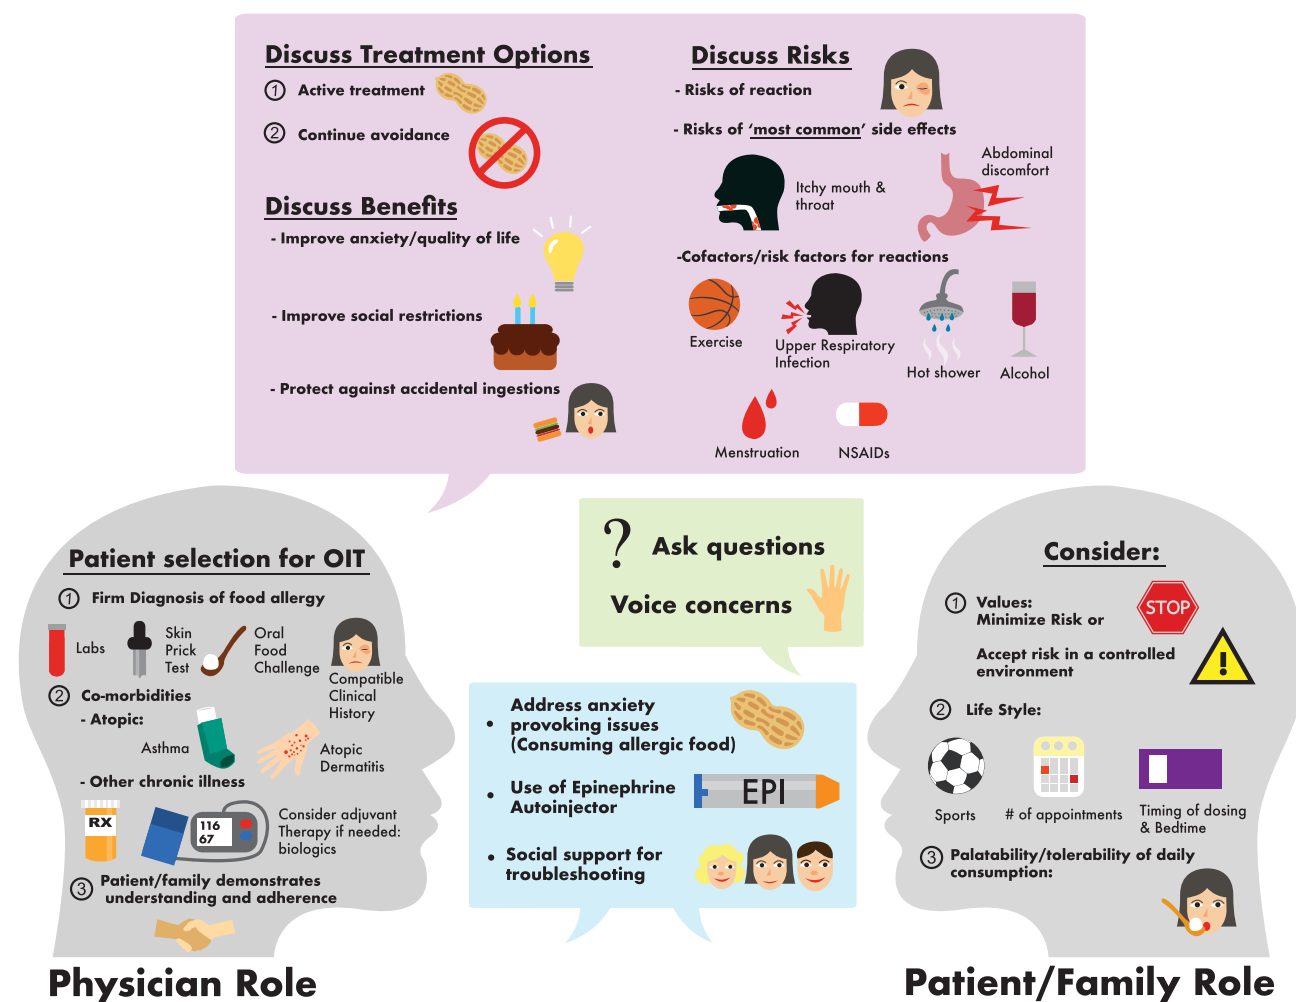 Discuss Treatment Options
1 Active treatment
2 Continue avoidance
Discuss Benefits
- Improve anxiety/quality of life
- Improve social restrictions
- Protect against accidental ingestions
Discuss Risks
- Risks of reaction
- Risks of ‘most common’ side effects
Itchy mouth &
throat
Abdominal
discomfort
-Cofactors/risk factors for reactions
Exercise
Upper Respiratory
Infection
Hot shower
Alcohol
Menstruation
NSAIDs
Patient selection for OIT
1 Firm Diagnosis of food allergy
Labs
Skin
Prick
Test
Oral
Food
Challenge
Compatible
Clinical
History
2 Co-morbidities
- Atopic:
Asthma
Atopic
Dermatitis
- Other chronic illness
RX
116
67
Consider adjuvant
Therapy if needed:
biologics
3 Patient/family demonstrates
understanding and adherence
Physician Role
? Ask questions
Voice concerns
• Address anxiety
provoking issues
(Consuming allergic food)
• Use of Epinephrine
Autoinjector
EPI
• Social support for
troubleshooting
Consider:
1 Values:
Minimize Risk or
STOP
Accept risk in a controlled
environment
!
2 Life Style:
Sports
# of appointments
Timing of dosing
& Bedtime
3 Palatability/tolerability of daily
consumption:
Patient/Family Role